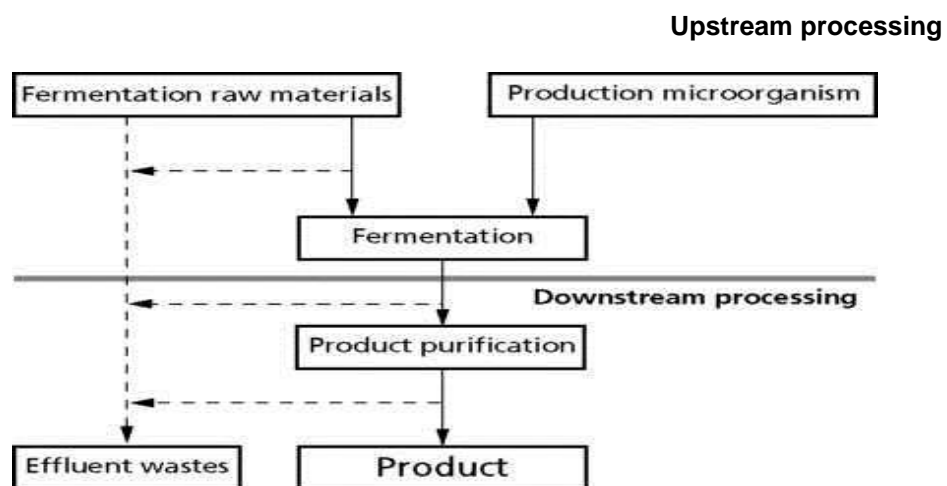 Upstream processing
Fermentation raw materials
Production microorganism
Fermentation
Downstream processing
Product purification
Effluent wastes
Product